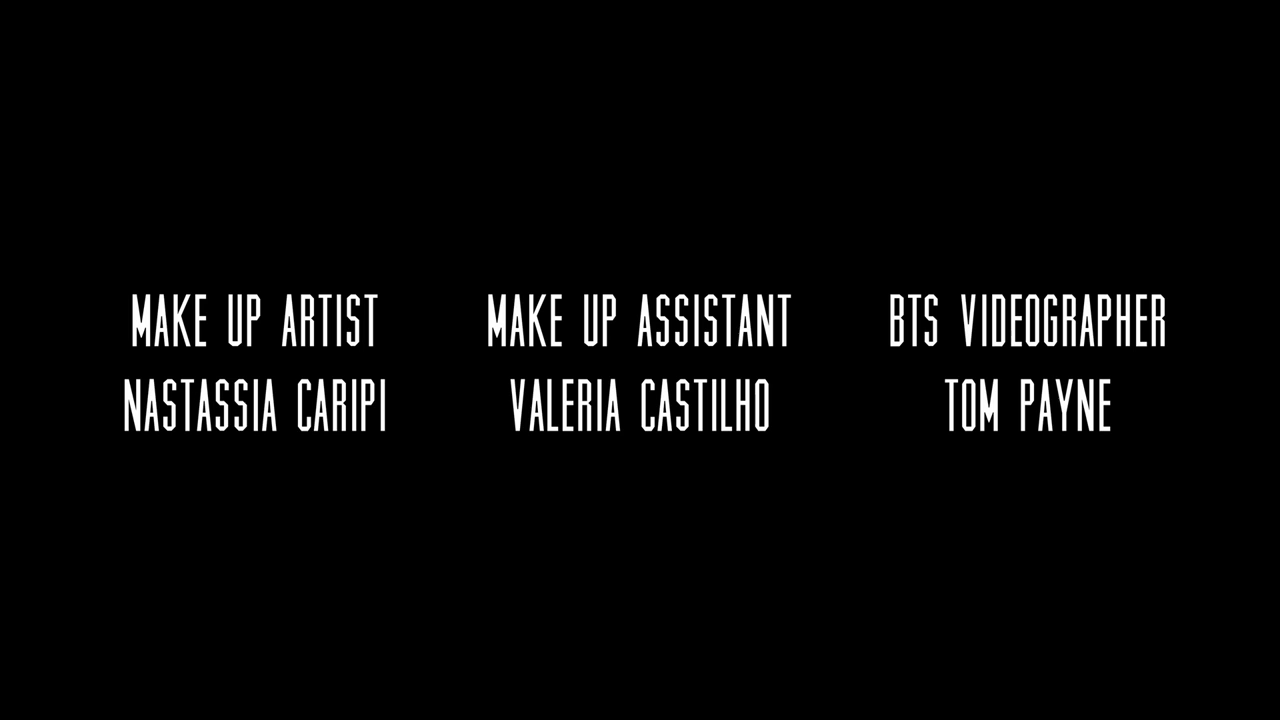 MAKE UP ARTIST
NASTASSIA CARIPI
MAKE UP ASSISTANT
VALERIA CASTILHO
BTS VIDEOGRAPHER
TOM PAYNE